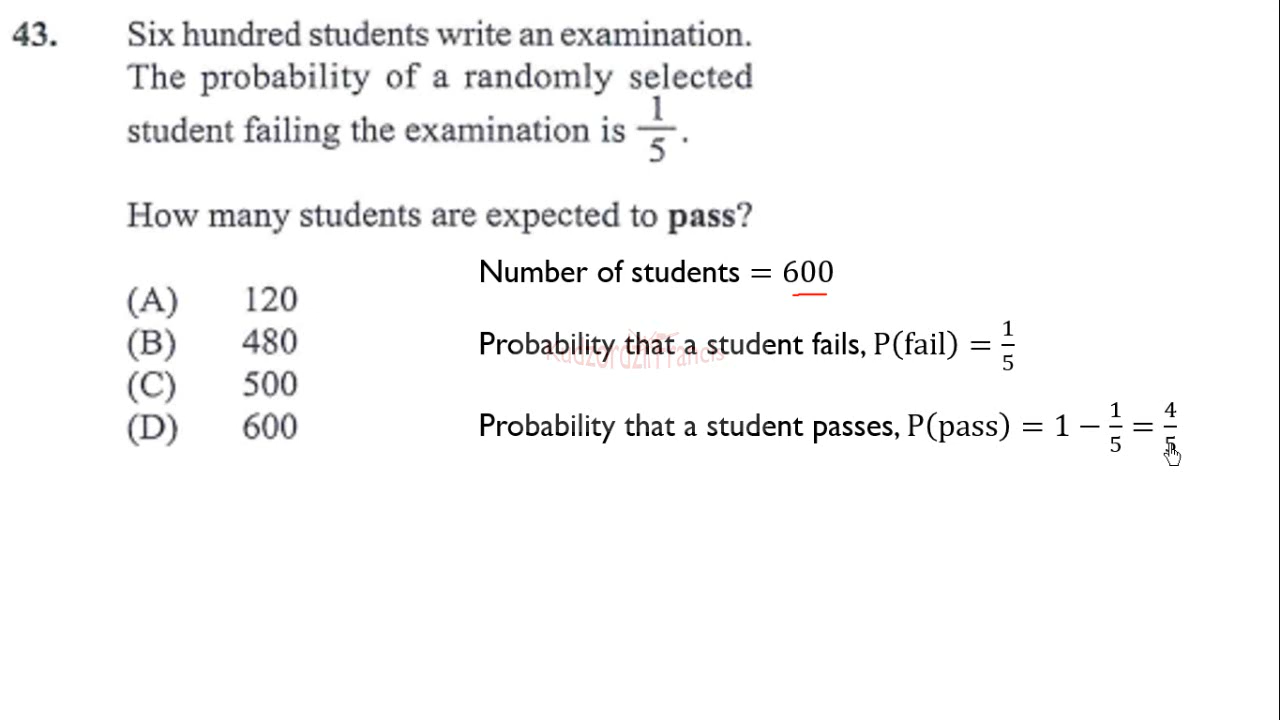 43. Six hundred students write an examination.
The probability of a randomly selected
student failing the examination is 1/5.
How many students are expected to pass?
(A) 120
(B) 480
(C) 500
(D) 600
Number of students = 600
Probability that a student fails, P(fail) = 1/5
Probability that a student passes, P(pass) = 1 − 1/5 = 4/5